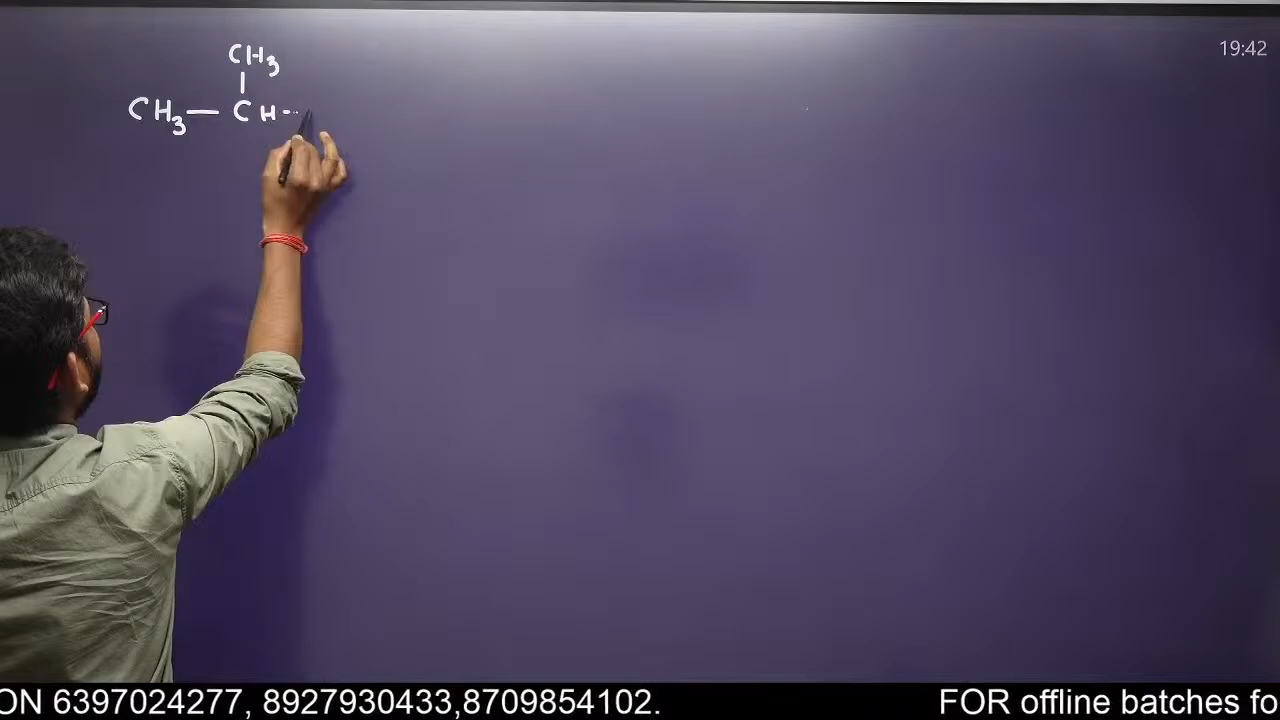 19:42
CH3
|
CH3—CH-
ON 6397024277, 8927930433,8709854102. FOR offline batches fo